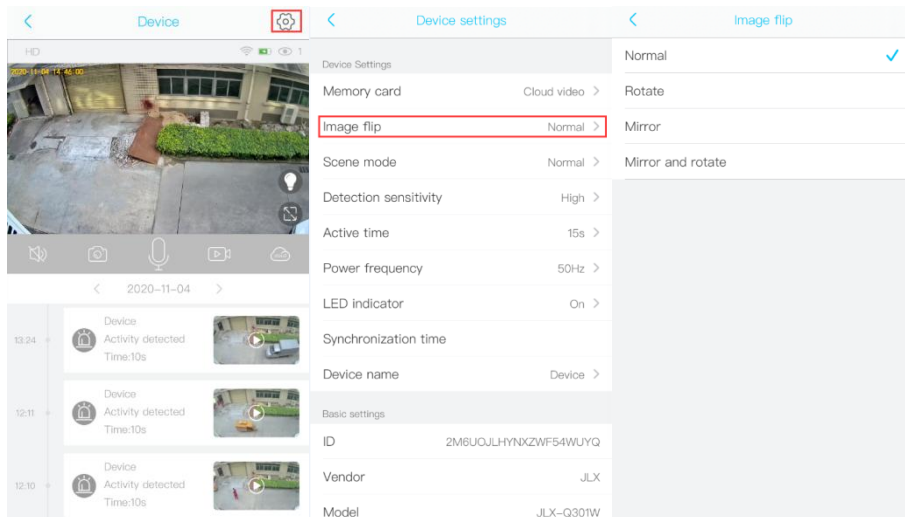 Device
HD
1
2020-11-04 14:46:00
2020-11-04
13:24
Device
Activity detected
Time:10s
12:11
Device
Activity detected
Time:10s
12:10
Device
Activity detected
Time:10s
Device settings
Device Settings
Memory card Cloud video
Image flip Normal
Scene mode Normal
Detection sensitivity High
Active time 15s
Power frequency 50Hz
LED indicator On
Synchronization time
Device name Device
Basic settings
ID 2M6UOJLHYNXZWF54WUYQ
Vendor JLX
Model JLX-Q301W
Image flip
Normal
Rotate
Mirror
Mirror and rotate